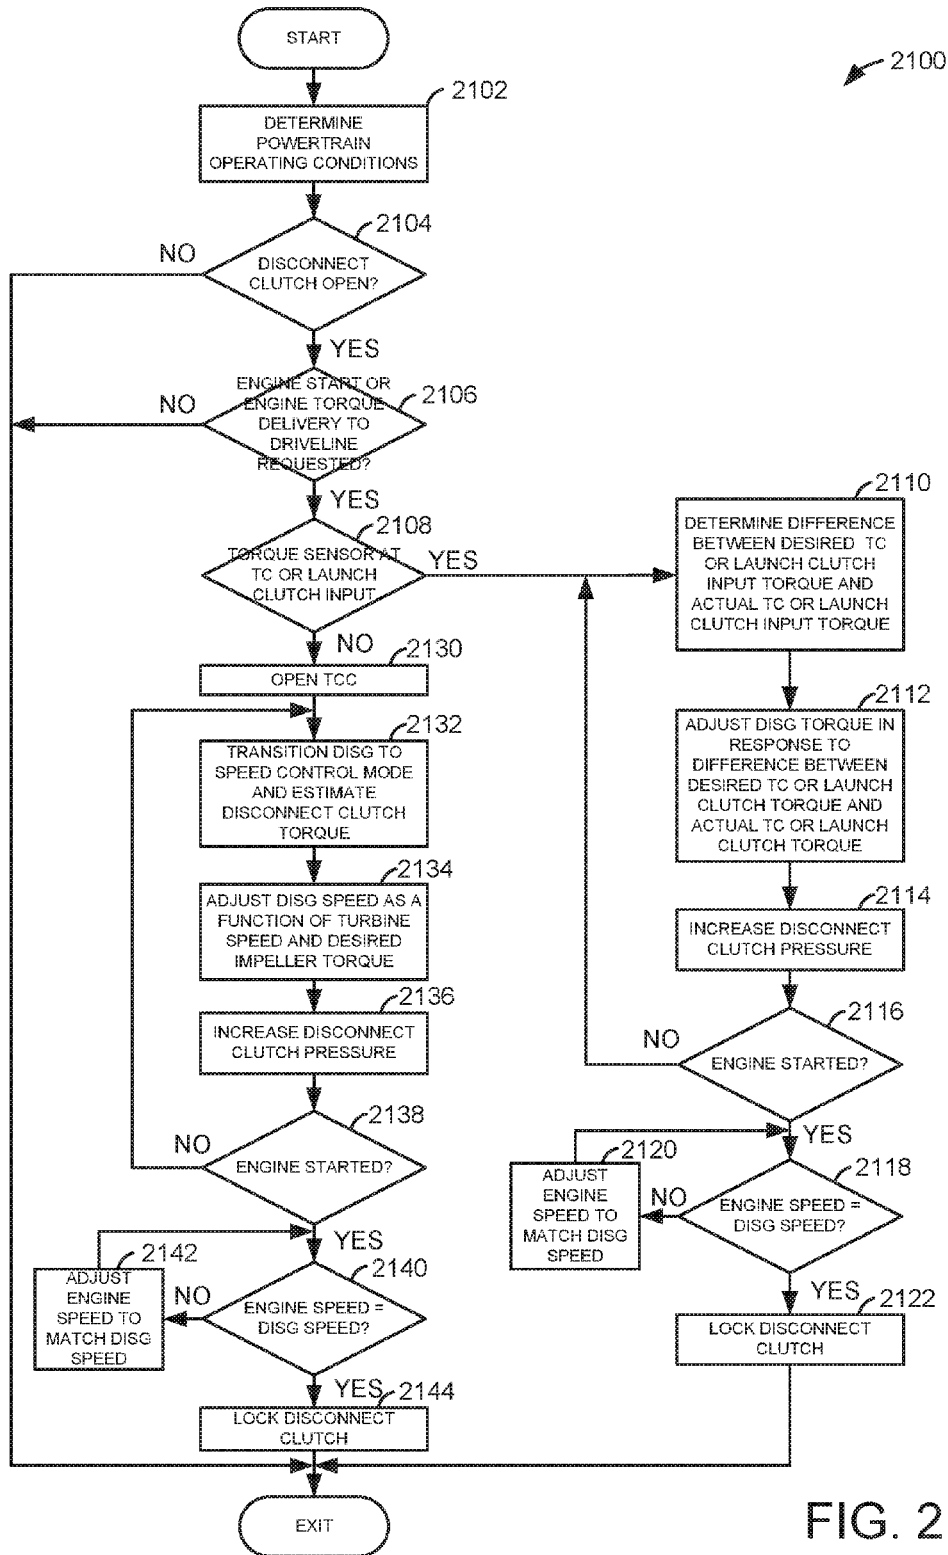 START
2100
2102
DETERMINE
POWERTRAIN
OPERATING CONDITIONS
2104
NO
DISCONNECT
CLUTCH OPEN?
YES
ENGINE START OR
ENGINE TORQUE
DELIVERY TO
DRIVELINE
REQUESTED?
2106
NO
YES
2108
TORQUE SENSOR AT
TC OR LAUNCH
CLUTCH INPUT
YES
NO
2110
DETERMINE DIFFERENCE
BETWEEN DESIRED TC
OR LAUNCH CLUTCH
INPUT TORQUE AND
ACTUAL TC OR LAUNCH
CLUTCH INPUT TORQUE
2130
OPEN TCC
2132
TRANSITION DISG TO
SPEED CONTROL MODE
AND ESTIMATE
DISCONNECT CLUTCH
TORQUE
2112
ADJUST DISG TORQUE IN
RESPONSE TO
DIFFERENCE BETWEEN
DESIRED TC OR LAUNCH
CLUTCH TORQUE AND
ACTUAL TC OR LAUNCH
CLUTCH TORQUE
2134
ADJUST DISG SPEED AS A
FUNCTION OF TURBINE
SPEED AND DESIRED
IMPELLER TORQUE
2114
INCREASE DISCONNECT
CLUTCH PRESSURE
2136
INCREASE DISCONNECT
CLUTCH PRESSURE
2116
NO
ENGINE STARTED?
YES
2138
NO
ENGINE STARTED?
YES
2120
ADJUST
ENGINE
SPEED TO
MATCH DISG
SPEED
2118
NO
ENGINE SPEED =
DISG SPEED?
YES
2142
ADJUST
ENGINE
SPEED TO
MATCH DISG
SPEED
2140
NO
ENGINE SPEED =
DISG SPEED?
YES
2122
LOCK DISCONNECT
CLUTCH
2144
LOCK DISCONNECT
CLUTCH
EXIT
FIG. 2